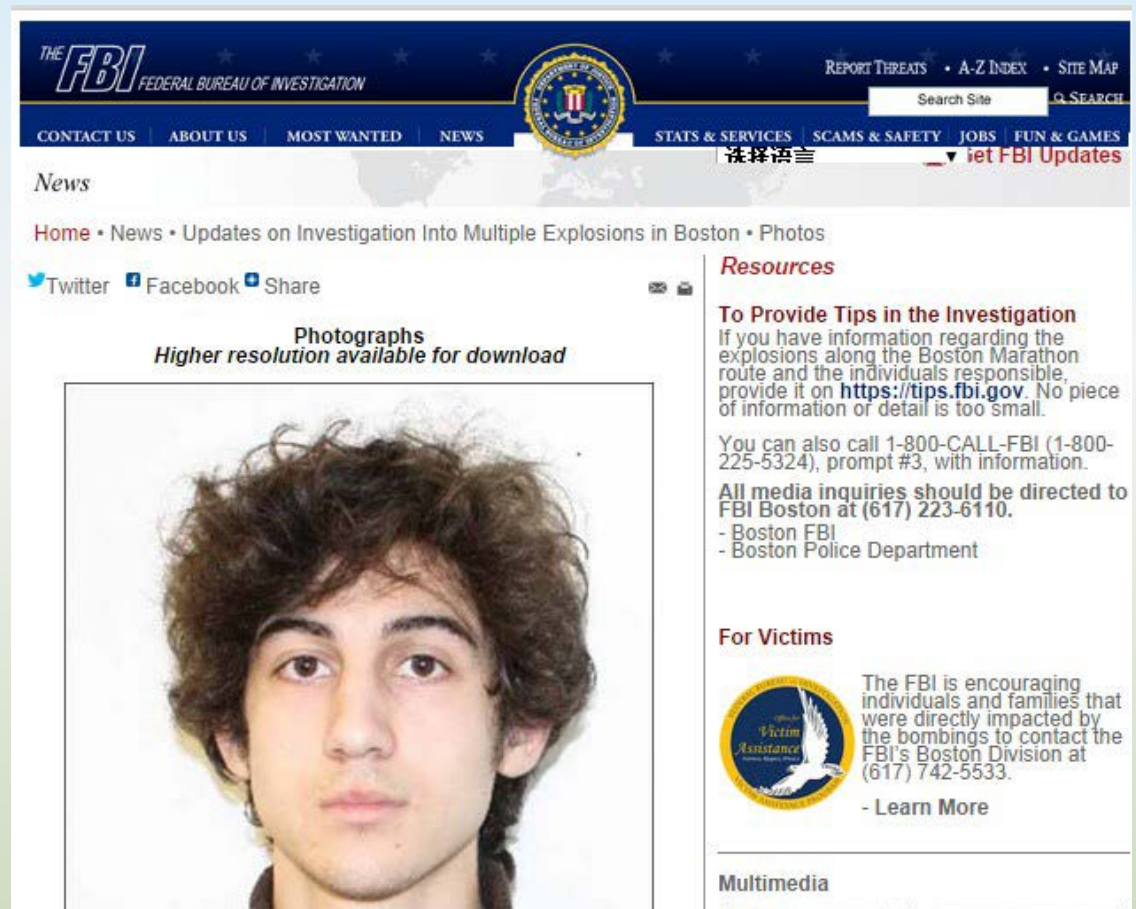 THE FBI FEDERAL BUREAU OF INVESTIGATION
REPORT THREATS • A-Z INDEX • SITE MAP
Search Site SEARCH
CONTACT US ABOUT US MOST WANTED NEWS STATS & SERVICES SCAMS & SAFETY JOBS FUN & GAMES
选择语言 Get FBI Updates
News
Home • News • Updates on Investigation Into Multiple Explosions in Boston • Photos
Twitter Facebook Share
Photographs
Higher resolution available for download
Resources
To Provide Tips in the Investigation
If you have information regarding the
explosions along the Boston Marathon
route and the individuals responsible,
provide it on https://tips.fbi.gov. No piece
of information or detail is too small.
You can also call 1-800-CALL-FBI (1-800-
225-5324), prompt #3, with information.
All media inquiries should be directed to
FBI Boston at (617) 223-6110.
- Boston FBI
- Boston Police Department
For Victims
Office for
Victim
Assistance
The FBI is encouraging
individuals and families that
were directly impacted by
the bombings to contact the
FBI's Boston Division at
(617) 742-5533.
- Learn More
Multimedia